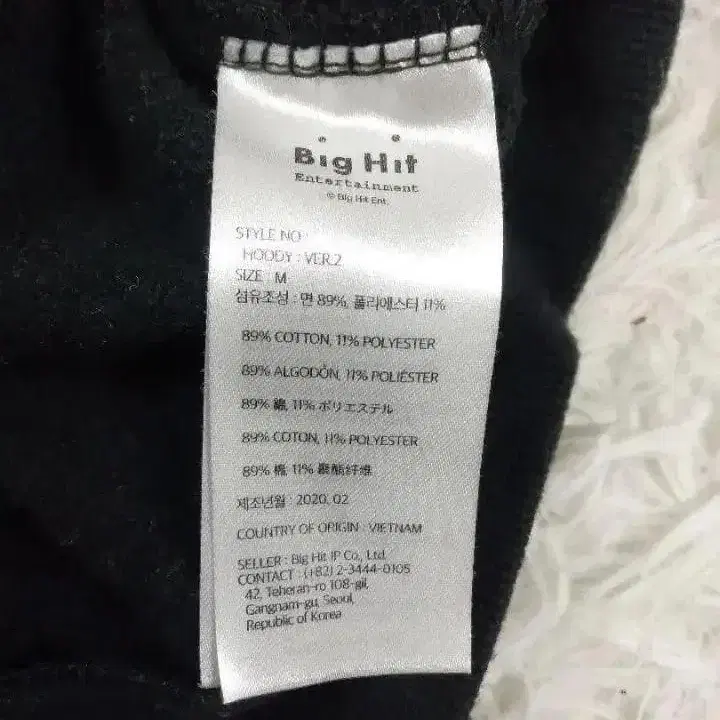 Big Hit
Entertainment
© Big Hit Ent.
STYLE NO :
HOODY : VER.2
SIZE : M
섬유조성 : 면 89%, 폴리에스터 11%
89% COTTON, 11% POLYESTER
89% ALGODÓN, 11% POLIÉSTER
89% 綿, 11% ポリエステル
89% COTON, 11% POLYESTER
89% 棉, 11% 聚酯纤维
제조년월 : 2020. 02
COUNTRY OF ORIGIN : VIETNAM
SELLER : Big Hit IP Co., Ltd.
CONTACT : (+82) 2-3444-0105
42, Teheran-ro 108-gil,
Gangnam-gu, Seoul,
Republic of Korea